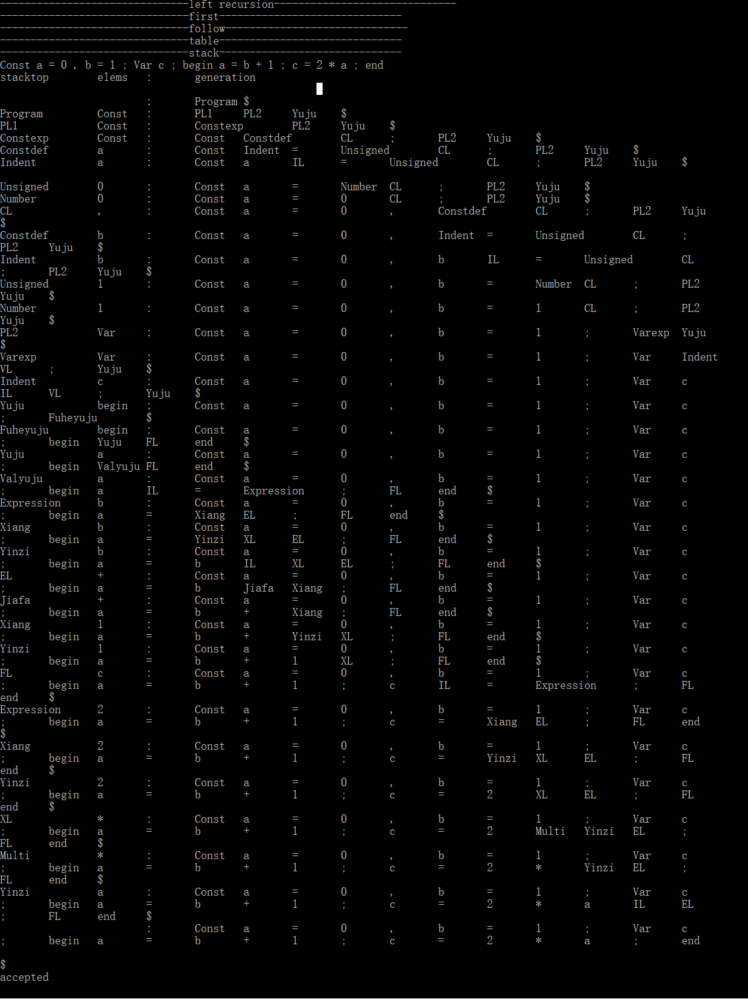 -------------------------------left recursion------------------------------
-------------------------------first------------------------------
-------------------------------follow------------------------------
-------------------------------table------------------------------
-------------------------------stack------------------------------
Const a = 0 , b = 1 ; Var c ; begin a = b + 1 ; c = 2 * a ; end
stacktop elems : generation
: Program $
Program Const : PL1 PL2 Yuju $
PL1 Const : Constexp PL2 Yuju $
Constexp Const : Const Constdef CL ; PL2 Yuju $
Constdef a : Const Indent = Unsigned CL ; PL2 Yuju $
Indent a : Const a IL = Unsigned CL ; PL2 Yuju $
Unsigned 0 : Const a = Number CL ; PL2 Yuju $
Number 0 : Const a = 0 CL ; PL2 Yuju $
CL , : Const a = 0 , Constdef CL ; PL2 Yuju
$
Constdef b : Const a = 0 , Indent = Unsigned CL ;
PL2 Yuju $
Indent b : Const a = 0 , b IL = Unsigned CL
; PL2 Yuju $
Unsigned 1 : Const a = 0 , b = Number CL ; PL2
Yuju $
Number 1 : Const a = 0 , b = 1 CL ; PL2
Yuju $
PL2 Var : Const a = 0 , b = 1 ; Varexp Yuju
$
Varexp Var : Const a = 0 , b = 1 ; Var Indent
VL ; Yuju $
Indent c : Const a = 0 , b = 1 ; Var c
IL VL ; Yuju $
Yuju begin : Const a = 0 , b = 1 ; Var c
; Fuheyuju $
Fuheyuju begin : Const a = 0 , b = 1 ; Var c
; begin Yuju FL end $
Yuju a : Const a = 0 , b = 1 ; Var c
; begin Valyuju FL end $
Valyuju a : Const a = 0 , b = 1 ; Var c
; begin a IL = Expression ; FL end $
Expression b : Const a = 0 , b = 1 ; Var c
; begin a = Xiang EL ; FL end $
Xiang b : Const a = 0 , b = 1 ; Var c
; begin a = Yinzi XL EL ; FL end $
Yinzi b : Const a = 0 , b = 1 ; Var c
; begin a = b IL XL EL ; FL end $
EL + : Const a = 0 , b = 1 ; Var c
; begin a = b Jiafa Xiang ; FL end $
Jiafa + : Const a = 0 , b = 1 ; Var c
; begin a = b + Xiang ; FL end $
Xiang 1 : Const a = 0 , b = 1 ; Var c
; begin a = b + Yinzi XL ; FL end $
Yinzi 1 : Const a = 0 , b = 1 ; Var c
; begin a = b + 1 XL ; FL end $
FL c : Const a = 0 , b = 1 ; Var c
; begin a = b + 1 ; c IL = Expression ; FL
end $
Expression 2 : Const a = 0 , b = 1 ; Var c
; begin a = b + 1 ; c = Xiang EL ; FL end
$
Xiang 2 : Const a = 0 , b = 1 ; Var c
; begin a = b + 1 ; c = Yinzi XL EL ; FL
end $
Yinzi 2 : Const a = 0 , b = 1 ; Var c
; begin a = b + 1 ; c = 2 XL EL ; FL
end $
XL * : Const a = 0 , b = 1 ; Var c
; begin a = b + 1 ; c = 2 Multi Yinzi EL ;
FL end $
Multi * : Const a = 0 , b = 1 ; Var c
; begin a = b + 1 ; c = 2 * Yinzi EL ;
FL end $
Yinzi a : Const a = 0 , b = 1 ; Var c
; begin a = b + 1 ; c = 2 * a IL EL
; FL end $
: Const a = 0 , b = 1 ; Var c
; begin a = b + 1 ; c = 2 * a ; end
$
accepted